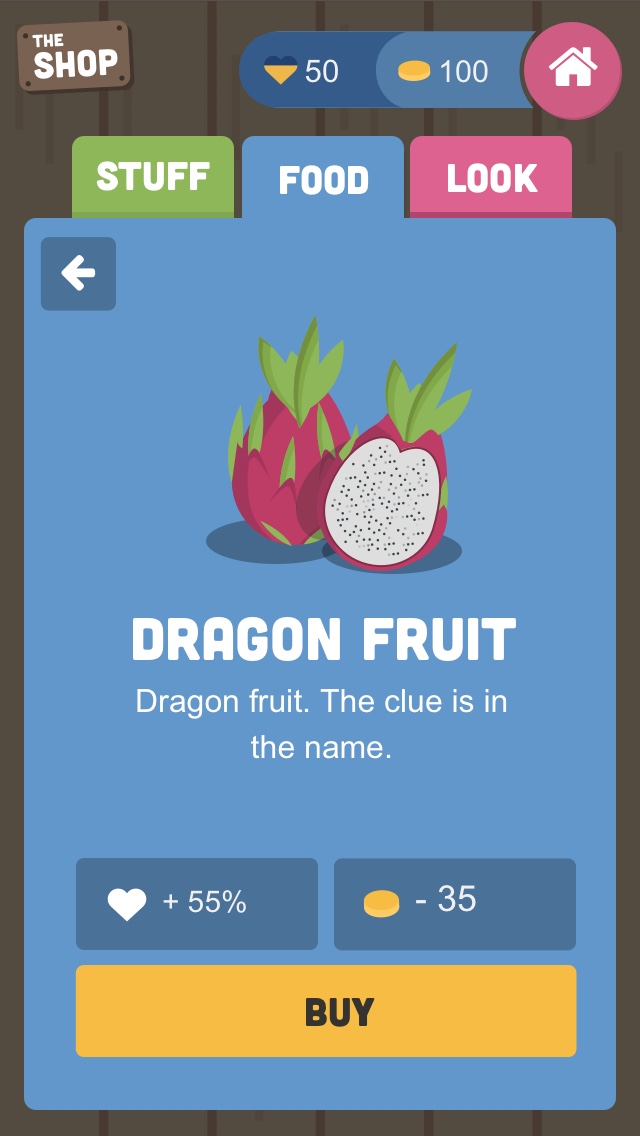 THE
SHOP
50
100
STUFF
FOOD
LOOK
DRAGON FRUIT
Dragon fruit. The clue is in
the name.
+ 55%
- 35
BUY